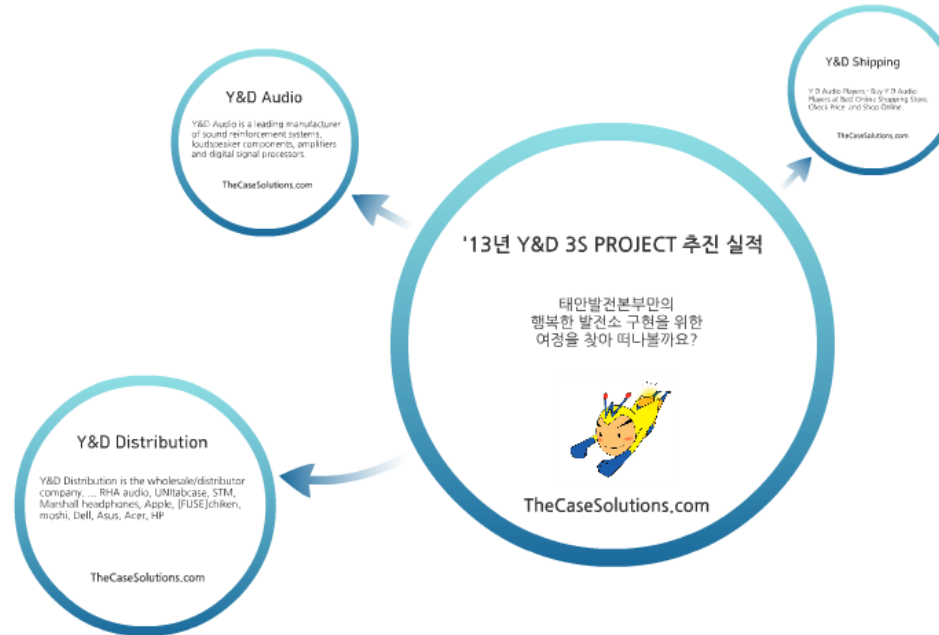 Y&D Audio
Y&D Audio is a leading manufacturer
of sound reinforcement systems,
loudspeaker components, amplifiers
and digital signal processors.
TheCaseSolutions.com
Y&D Shipping
Y D Audio Players - Buy Y D Audio
Players at Best Online Shopping Store.
Check Price and Shop Online.
TheCaseSolutions.com
'13년 Y&D 3S PROJECT 추진 실적
태안발전본부만의
행복한 발전소 구현을 위한
여정을 찾아 떠나볼까요?
TheCaseSolutions.com
Y&D Distribution
Y&D Distribution is the wholesale/distributor
company. ... RHA audio, UNItabcase, STM,
Marshall headphones, Apple, [FUSE]chiken,
moshi, Dell, Asus, Acer, HP
TheCaseSolutions.com